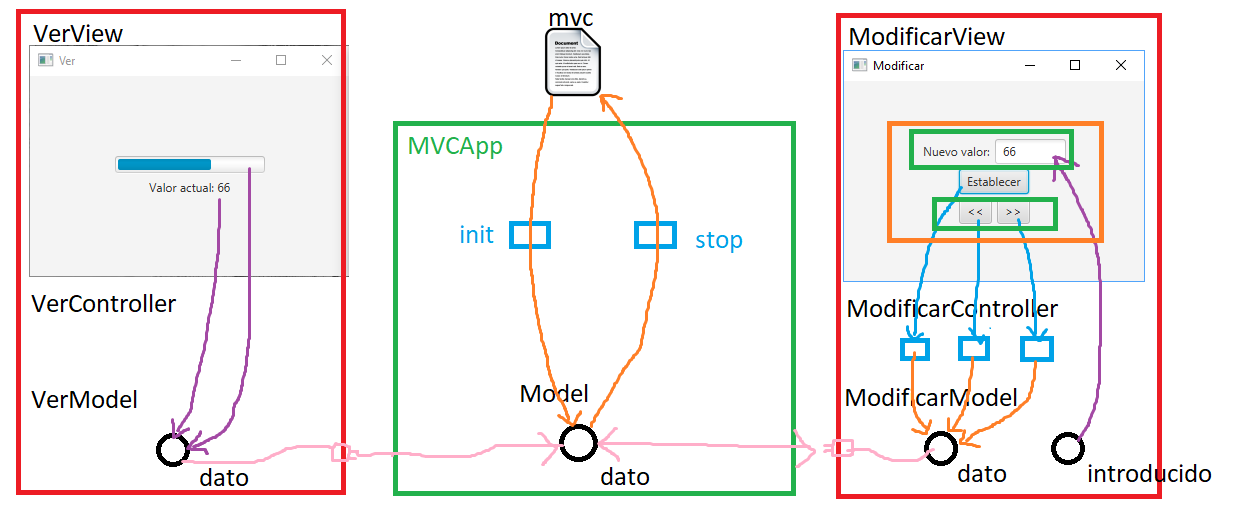 VerView
Ver
Valor actual: 66
VerController
VerModel
dato
mvc
Document
MVCApp
init
stop
Model
dato
ModificarView
Modificar
Nuevo valor: 66
Establecer
<< >>
ModificarController
ModificarModel
dato
introducido